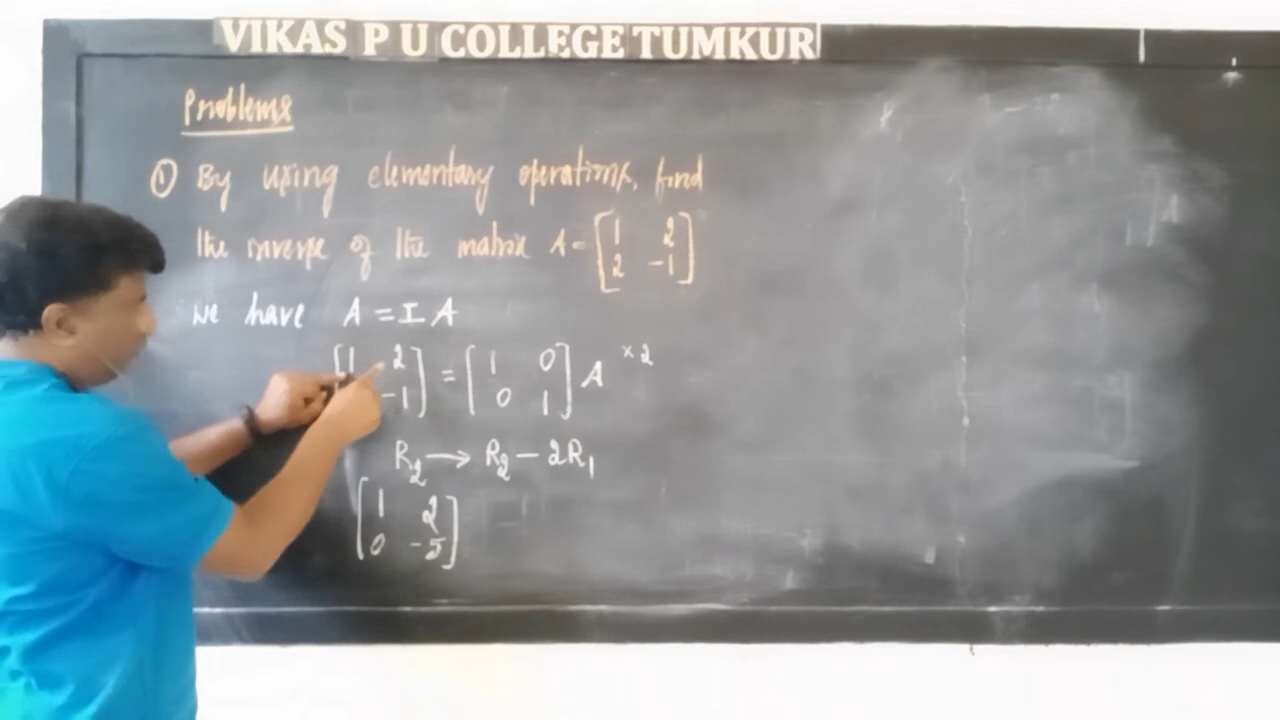 VIKAS P U COLLEGE TUMKUR
Problems
① By using elementary operations, find
the inverse of the matrix A = [1 2
2 -1]
we have A = I A
[1 2
-1] = [1 0
0 1] A × 2
R₂ → R₂ - 2R₁
[1 2
0 -5]